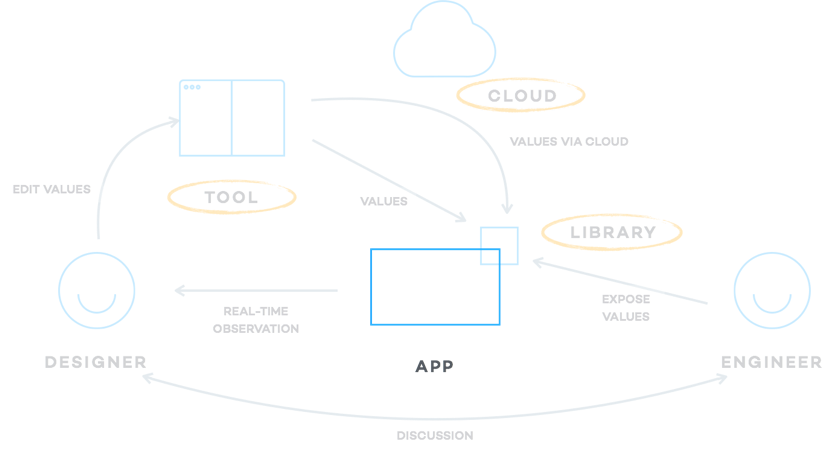 CLOUD
VALUES VIA CLOUD
EDIT VALUES
TOOL
VALUES
LIBRARY
REAL-TIME
OBSERVATION
EXPOSE
VALUES
DESIGNER
APP
ENGINEER
DISCUSSION